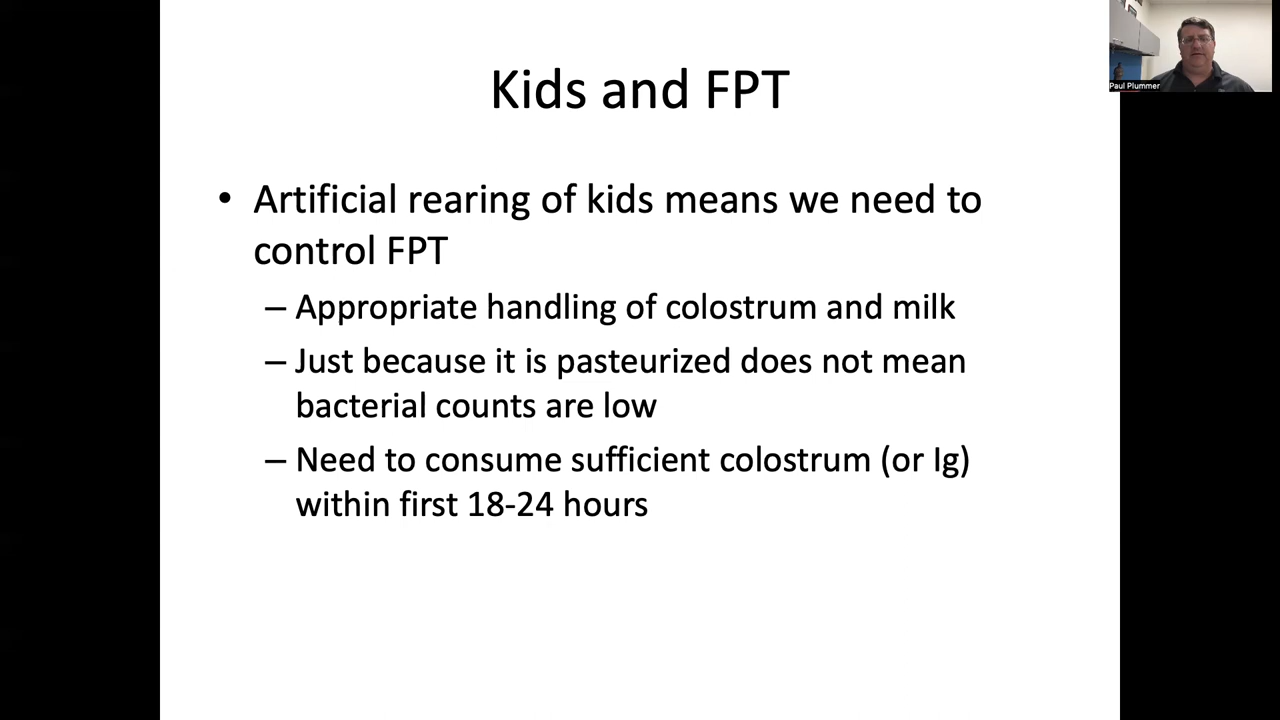 Kids and FPT
• Artificial rearing of kids means we need to
control FPT
– Appropriate handling of colostrum and milk
– Just because it is pasteurized does not mean
bacterial counts are low
– Need to consume sufficient colostrum (or Ig)
within first 18-24 hours
Paul Plummer